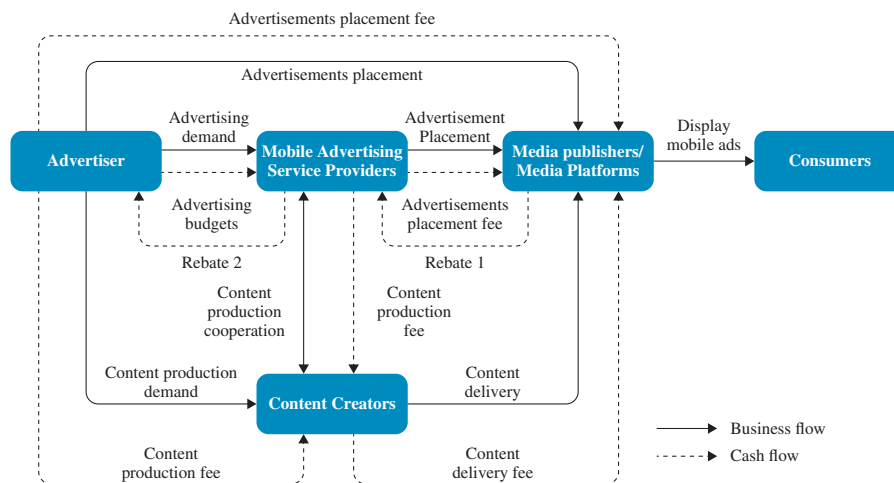 Advertisements placement fee
Advertisements placement
Advertising
demand
Advertisement
Placement
Display
mobile ads
Advertiser
Mobile Advertising
Service Providers
Media publishers/
Media Platforms
Consumers
Advertising
budgets
Advertisements
placement fee
Rebate 2
Rebate 1
Content
production
cooperation
Content
production
fee
Content production
demand
Content
delivery
Content Creators
Business flow
Cash flow
Content
production fee
Content
delivery fee